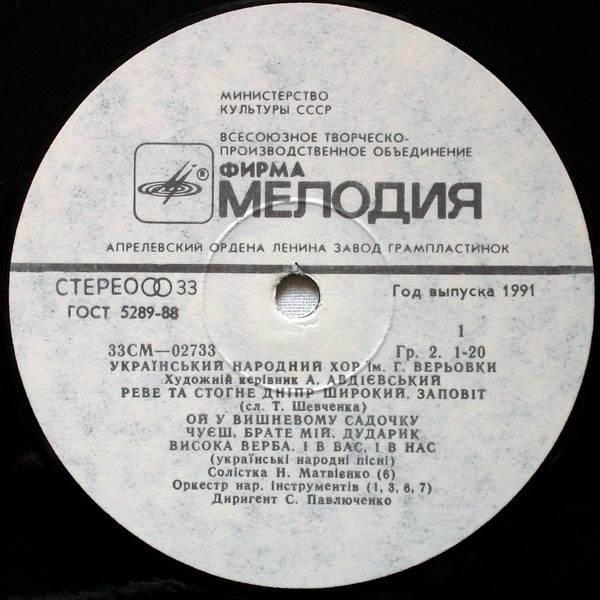 МИНИСТЕРСТВО
КУЛЬТУРЫ СССР
ВСЕСОЮЗНОЕ ТВОРЧЕСКО-
ПРОИЗВОДСТВЕННОЕ ОБЪЕДИНЕНИЕ
ФИРМА
® МЕЛОДИЯ
АПРЕЛЕВСКИЙ ОРДЕНА ЛЕНИНА ЗАВОД ГРАМПЛАСТИНОК
СТЕРЕО 33
Год выпуска 1991
ГОСТ 5289-88
1
33СМ—02733
Гр. 2. 1-20
УКРАЇНСЬКИЙ НАРОДНИЙ ХОР ім. Г. ВЕРЬОВКИ
Художній керівник А. АВДІЄВСЬКИЙ
РЕВЕ ТА СТОГНЕ ДНІПР ШИРОКИЙ. ЗАПОВІТ
(сл. Т. Шевченка)
ОЙ У ВИШНЕВОМУ САДОЧКУ
ЧУЄШ, БРАТЕ МІЙ. ДУДАРИК
ВИСОКА ВЕРБА. І В ВАС, І В НАС
(українські народні пісні)
Солістка Н. Матвієнко (6)
Оркестр нар. інструментів (1, 3, 6, 7)
Диригент С. Павлюченко